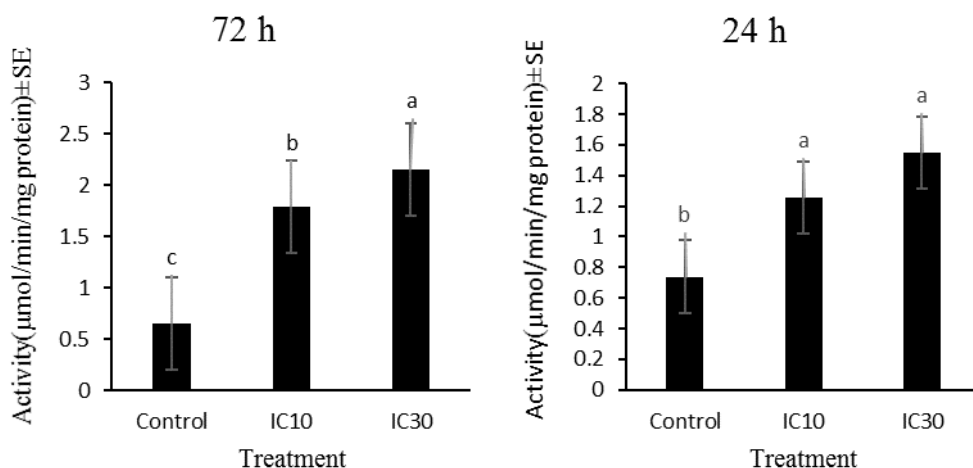 72 h
Activity(µmol/min/mg protein)±SE
3
2.5
2
1.5
1
0.5
0
c
b
a
Control IC10 IC30
Treatment
24 h
Activity(µmol/min/mg protein)±SE
2
1.8
1.6
1.4
1.2
1
0.8
0.6
0.4
0.2
0
b
a
a
Control IC10 IC30
Treatment